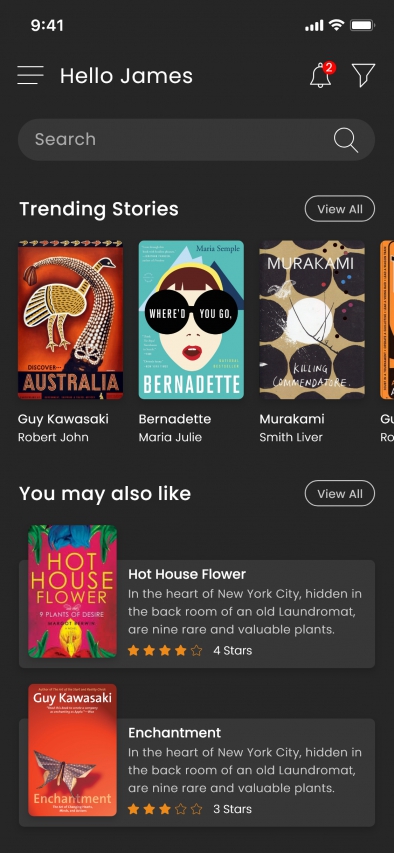 9:41
Hello James
2
Search
Trending Stories
View All
DISCOVER
AUSTRALIA
Maria Semple
WHERE'D YOU GO,
NATIONAL
BESTSELLER
BERNADETTE
MURAKAMI
KILLING
COMMENDATORE
Guy Kawasaki
Robert John
Bernadette
Maria Julie
Murakami
Smith Liver
Gu
Ro
You may also like
View All
HOT
HOUSE
FLOWER
9 PLANTS OF DESIRE
MARGOT BERWIN
Hot House Flower
In the heart of New York City, hidden in
the back room of an old Laundromat,
are nine rare and valuable plants.
4 Stars
Guy Kawasaki
Enchantment
Enchantment
In the heart of New York City, hidden in
the back room of an old Laundromat,
are nine rare and valuable plants.
3 Stars